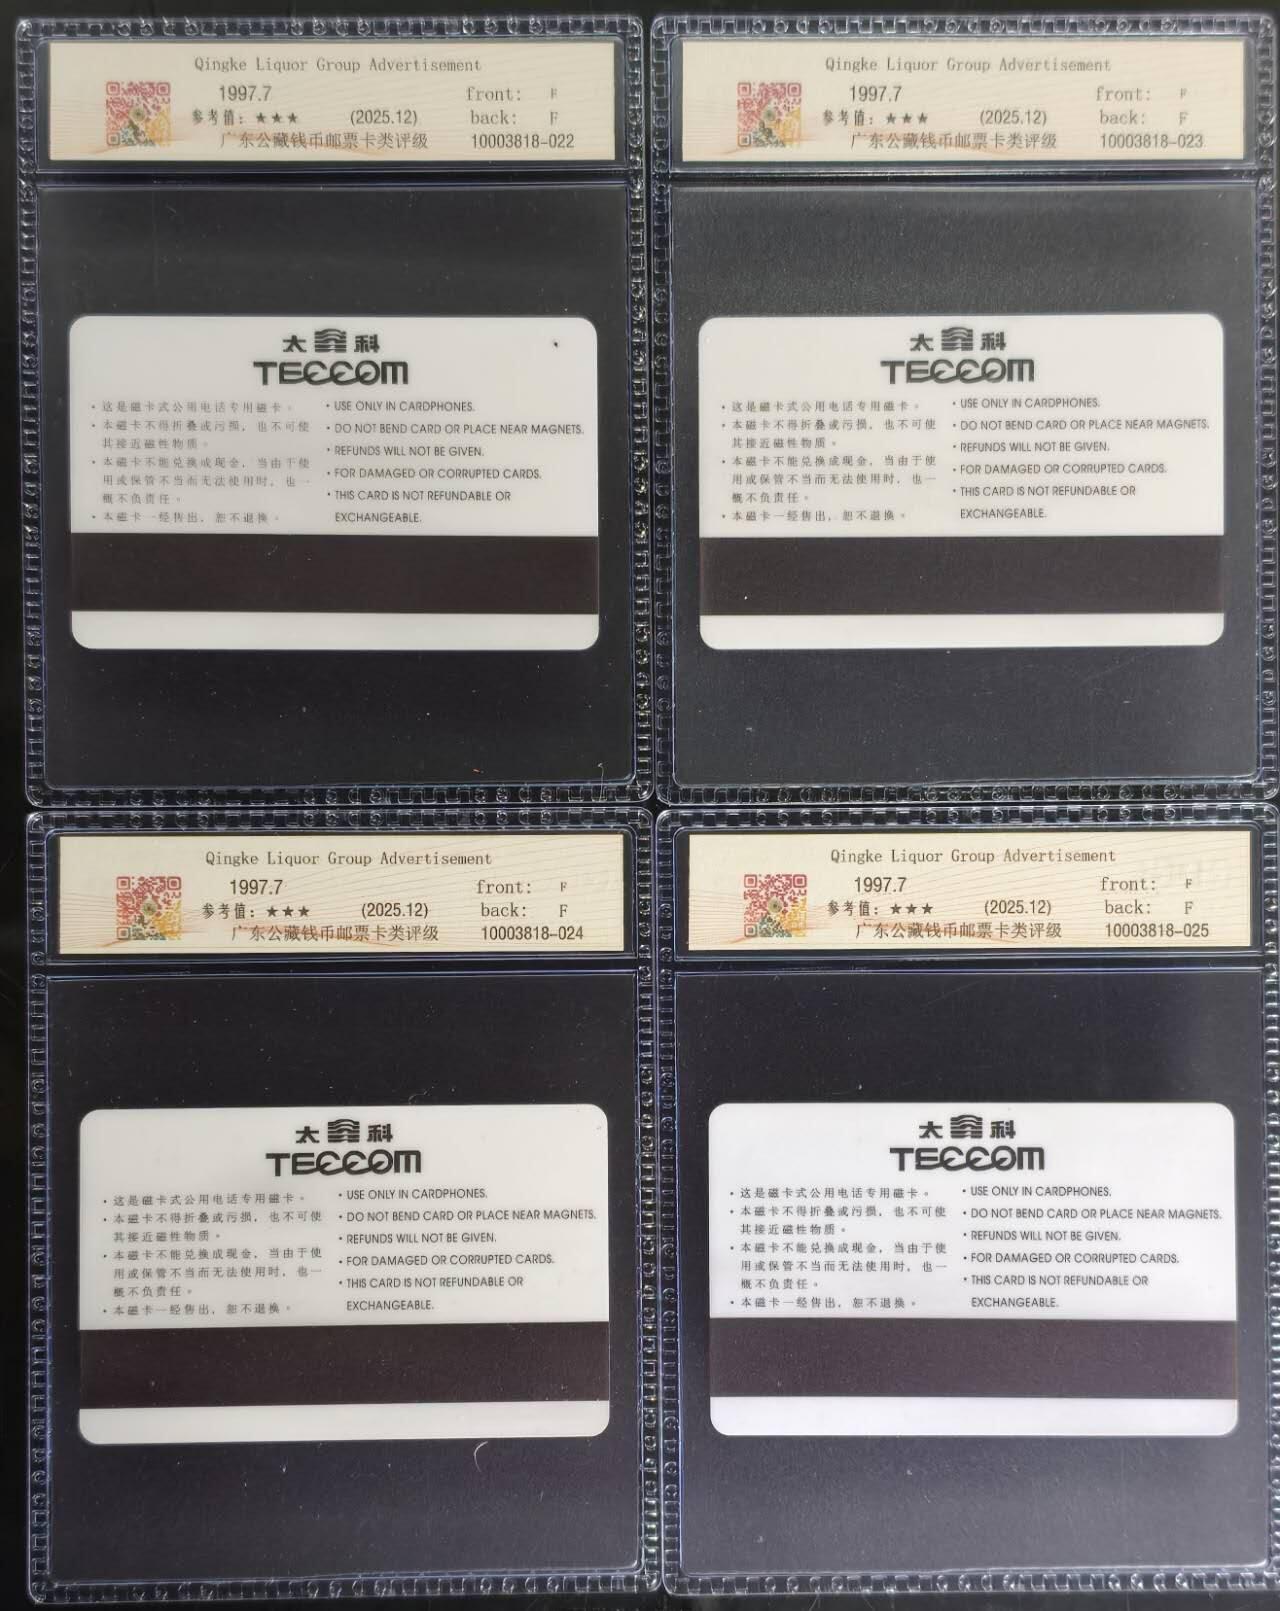 Qingke Liquor Group Advertisement
1997.7 front: F
参考值：★★★ (2025.12) back: F
广东公藏钱币邮票卡类评级 10003818-022
太鑫科
TECCOM
• 这是磁卡式公用电话专用磁卡。
• 本磁卡不得折叠或污损，也不可使
其接近磁性物质。
• 本磁卡不能兑换成现金，当由于使
用或保管不当而无法使用时，也一
概不负责任。
• 本磁卡一经售出，恕不退换。
• USE ONLY IN CARDPHONES.
• DO NOT BEND CARD OR PLACE NEAR MAGNETS.
• REFUNDS WILL NOT BE GIVEN.
• FOR DAMAGED OR CORRUPTED CARDS.
• THIS CARD IS NOT REFUNDABLE OR
EXCHANGEABLE.
Qingke Liquor Group Advertisement
1997.7 front: F
参考值：★★★ (2025.12) back: F
广东公藏钱币邮票卡类评级 10003818-023
太鑫科
TECCOM
• 这是磁卡式公用电话专用磁卡。
• 本磁卡不得折叠或污损，也不可使
其接近磁性物质。
• 本磁卡不能兑换成现金，当由于使
用或保管不当而无法使用时，也一
概不负责任。
• 本磁卡一经售出，恕不退换。
• USE ONLY IN CARDPHONES.
• DO NOT BEND CARD OR PLACE NEAR MAGNETS.
• REFUNDS WILL NOT BE GIVEN.
• FOR DAMAGED OR CORRUPTED CARDS.
• THIS CARD IS NOT REFUNDABLE OR
EXCHANGEABLE.
Qingke Liquor Group Advertisement
1997.7 front: F
参考值：★★★ (2025.12) back: F
广东公藏钱币邮票卡类评级 10003818-024
太鑫科
TECCOM
• 这是磁卡式公用电话专用磁卡。
• 本磁卡不得折叠或污损，也不可使
其接近磁性物质。
• 本磁卡不能兑换成现金，当由于使
用或保管不当而无法使用时，也一
概不负责任。
• 本磁卡一经售出，恕不退换。
• USE ONLY IN CARDPHONES.
• DO NOT BEND CARD OR PLACE NEAR MAGNETS.
• REFUNDS WILL NOT BE GIVEN.
• FOR DAMAGED OR CORRUPTED CARDS.
• THIS CARD IS NOT REFUNDABLE OR
EXCHANGEABLE.
Qingke Liquor Group Advertisement
1997.7 front: F
参考值：★★★ (2025.12) back: F
广东公藏钱币邮票卡类评级 10003818-025
太鑫科
TECCOM
• 这是磁卡式公用电话专用磁卡。
• 本磁卡不得折叠或污损，也不可使
其接近磁性物质。
• 本磁卡不能兑换成现金，当由于使
用或保管不当而无法使用时，也一
概不负责任。
• 本磁卡一经售出，恕不退换。
• USE ONLY IN CARDPHONES.
• DO NOT BEND CARD OR PLACE NEAR MAGNETS.
• REFUNDS WILL NOT BE GIVEN.
• FOR DAMAGED OR CORRUPTED CARDS.
• THIS CARD IS NOT REFUNDABLE OR
EXCHANGEABLE.